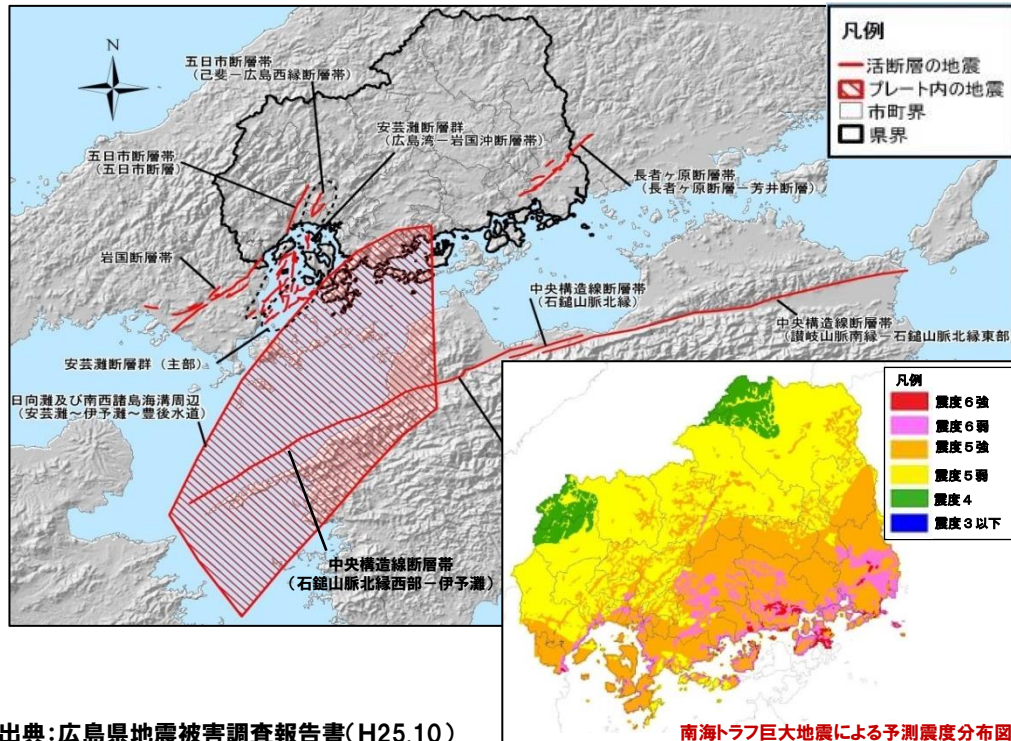 N
五日市断層帯
(己斐－広島西縁断層帯)
安芸灘断層群
(広島湾－岩国沖断層帯)
五日市断層帯
(五日市断層)
長者ヶ原断層帯
(長者ヶ原断層－芳井断層)
岩国断層帯
中央構造線断層帯
(石鎚山脈北縁)
中央構造線断層帯
(讃岐山脈南縁－石鎚山脈北縁東部
安芸灘断層群 (主部)
日向灘及び南西諸島海溝周辺
(安芸灘～伊予灘～豊後水道)
中央構造線断層帯
(石鎚山脈北縁西部－伊予灘)
凡例
活断層の地震
プレート内の地震
市町界
県界
凡例
震度６強
震度６弱
震度５強
震度５弱
震度４
震度３以下
出典：広島県地震被害調査報告書(H25.10)
南海トラフ巨大地震による予測震度分布図